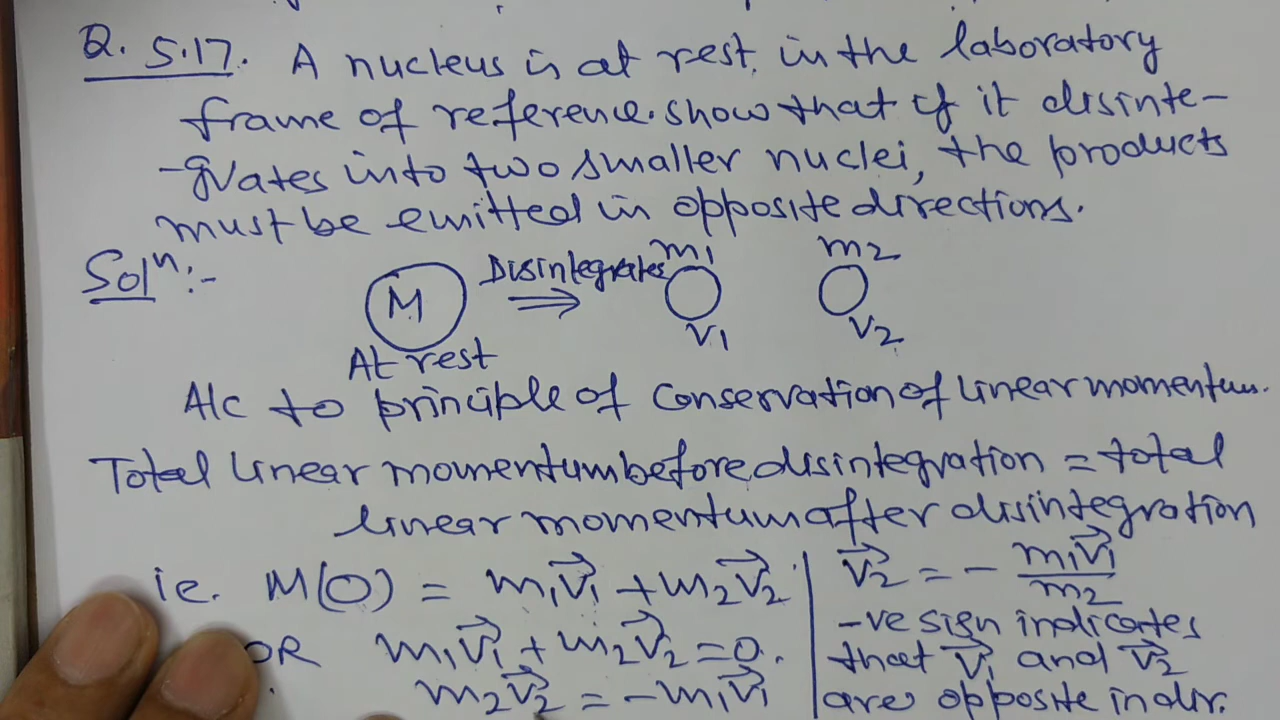 Q. 5.17. A nucleus is at rest in the laboratory
frame of reference. show that if it disinte-
-grates into two smaller nuclei, the products
must be emitted in opposite directions.
Solⁿ:-
M
At rest
Disintegrates
⇒
m₁
v₁
m₂
v₂
A/c to principle of conservation of linear momentum.
Total linear momentum before disintegration = total
linear momentum after disintegration
ie. M(0) = m₁v⃗₁ + m₂v⃗₂
OR m₁v⃗₁ + m₂v⃗₂ = 0.
m₂v⃗₂ = -m₁v⃗₁
v⃗₂ = - m₁v⃗₁/m₂
-ve sign indicates
that v⃗₁ and v⃗₂
are opposite in dir.